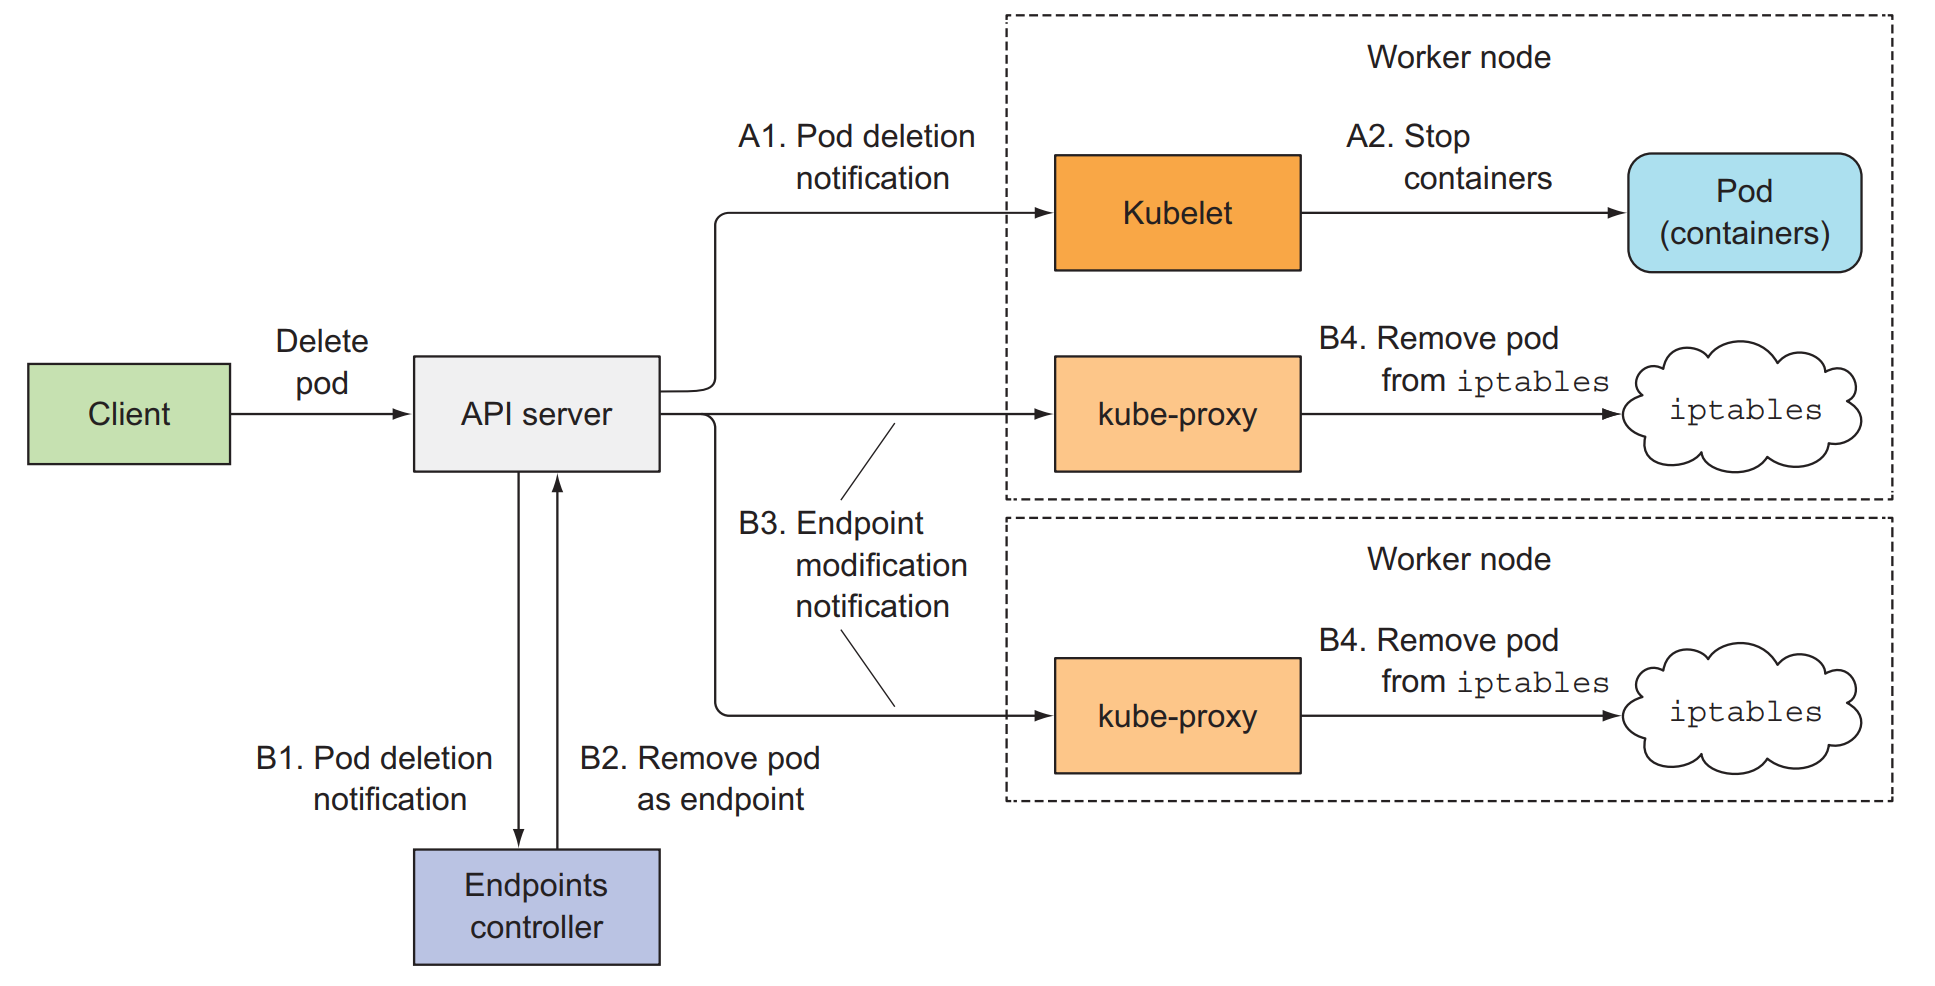 Worker node
A1. Pod deletion
notification
A2. Stop
containers
Kubelet
Pod
(containers)
Delete
pod
Client
API server
kube-proxy
B4. Remove pod
from iptables
iptables
B3. Endpoint
modification
notification
Worker node
kube-proxy
B4. Remove pod
from iptables
iptables
B1. Pod deletion
notification
B2. Remove pod
as endpoint
Endpoints
controller